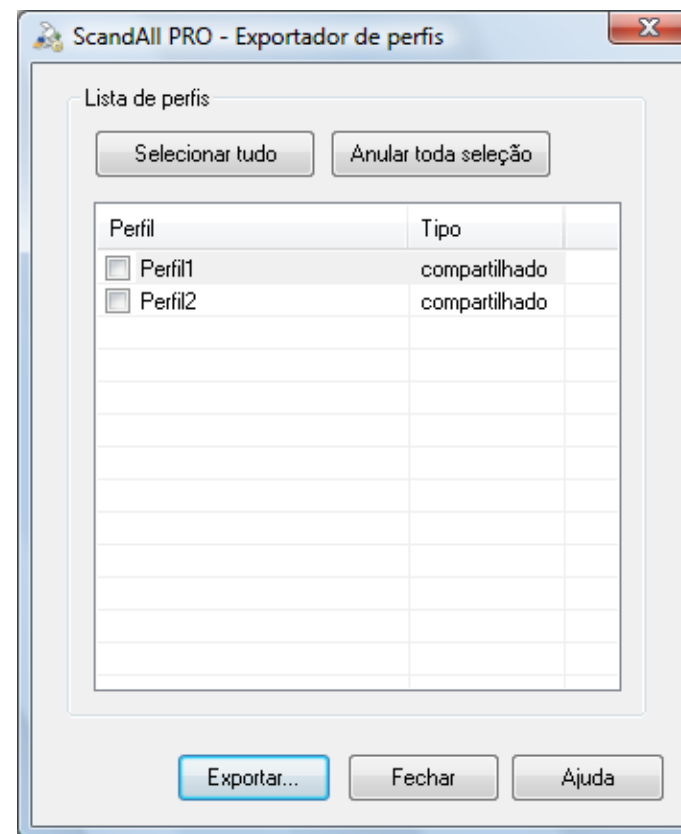 ScandAll PRO - Exportador de perfis
Lista de perfis
Selecionar tudo Anular toda seleção
Perfil Tipo
Perfil1 compartilhado
Perfil2 compartilhado
Exportar... Fechar Ajuda